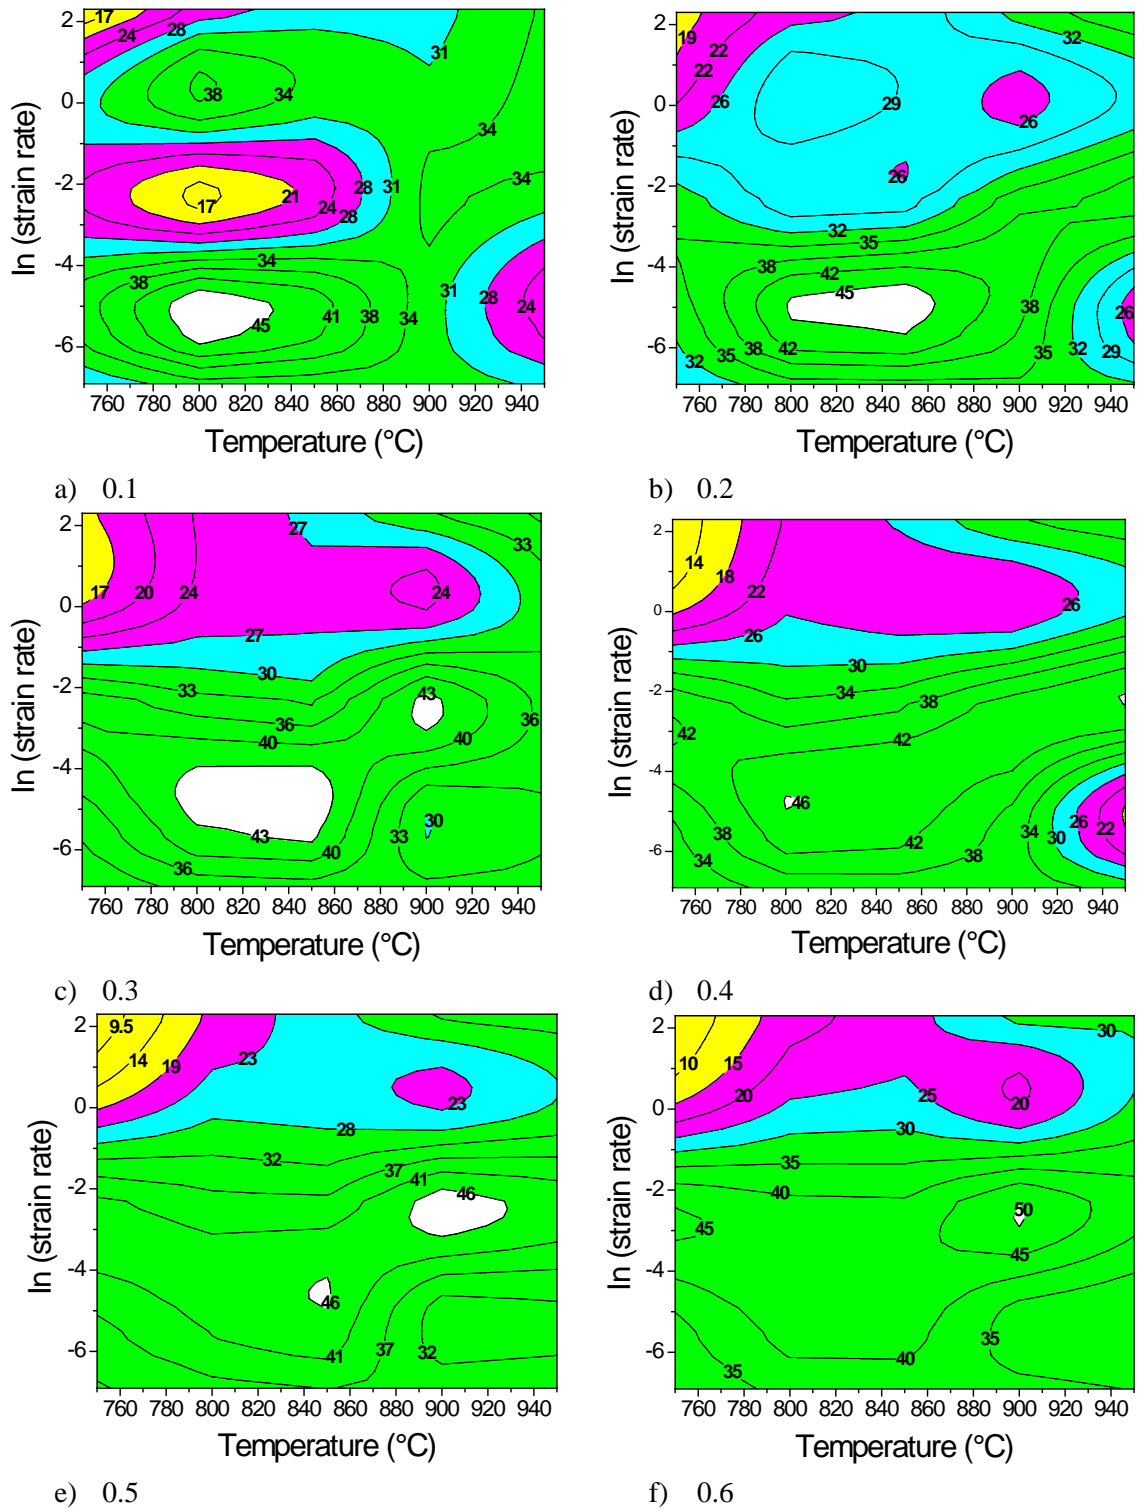 17 24 28 31
38 34 34
17 21 24 28 28 31 34
34 38 45 41 38 34 31 28 24
2
0
-2
-4
-6
ln (strain rate)
760 780 800 820 840 860 880 900 920 940
Temperature (°C)
a) 0.1
19 22 22 26 32
29 26 26
32 35 38 42 45 38
32 35 38 42 35 32 29 26
2
0
-2
-4
-6
ln (strain rate)
760 780 800 820 840 860 880 900 920 940
Temperature (°C)
b) 0.2
27 33
17 20 24 24
27 30 33 36 40 43 40 36
43 40 36 33 30
2
0
-2
-4
-6
ln (strain rate)
760 780 800 820 840 860 880 900 920 940
Temperature (°C)
c) 0.3
14 18 22 26 26
30 34 38 42 42
46 42 38 34 38 34 30 26 22
2
0
-2
-4
-6
ln (strain rate)
760 780 800 820 840 860 880 900 920 940
Temperature (°C)
d) 0.4
9.5 14 19 23 23
28 32 37 41 46
46 41 37 32
2
0
-2
-4
-6
ln (strain rate)
760 780 800 820 840 860 880 900 920 940
Temperature (°C)
e) 0.5
10 15 20 25 20 30
30 35 40 45 50 45
35 40 35
2
0
-2
-4
-6
ln (strain rate)
760 780 800 820 840 860 880 900 920 940
Temperature (°C)
f) 0.6